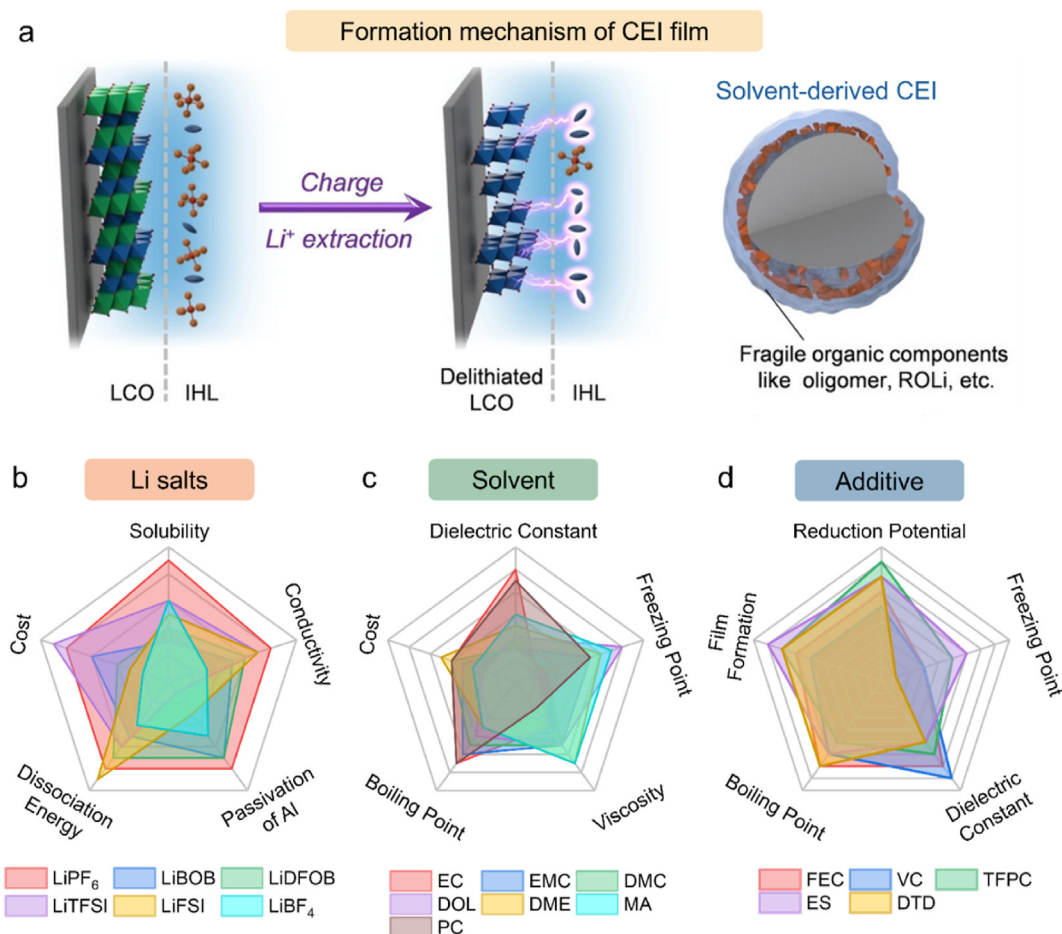 a
Formation mechanism of CEI film
Solvent-derived CEI
Charge
Li⁺ extraction
Fragile organic components
like oligomer, ROLi, etc.
LCO
IHL
Delithiated
LCO
IHL
b
Li salts
Solubility
Conductivity
Passivation
of Al
Dissociation
Energy
Cost
LiPF₆
LiBOB
LiDFOB
LiTFSI
LiFSI
LiBF₄
c
Solvent
Dielectric Constant
Freezing Point
Viscosity
Boiling Point
Cost
EC
EMC
DMC
DOL
DME
MA
PC
d
Additive
Reduction Potential
Freezing Point
Dielectric
Constant
Boiling Point
Film
Formation
FEC
VC
TFPC
ES
DTD